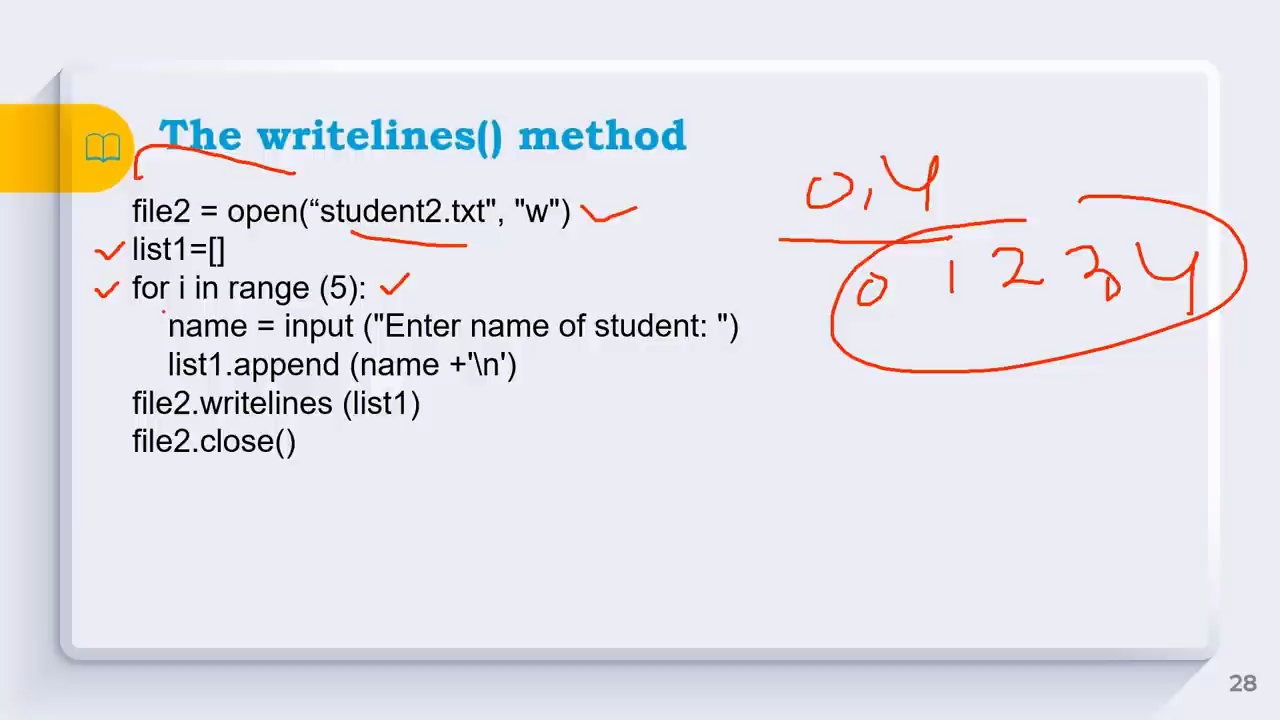 The writelines() method
0,4
file2 = open(“student2.txt", "w")
list1=[]
0 1 2 3 4
for i in range (5):
name = input ("Enter name of student: ")
list1.append (name +'\n')
file2.writelines (list1)
file2.close()
28